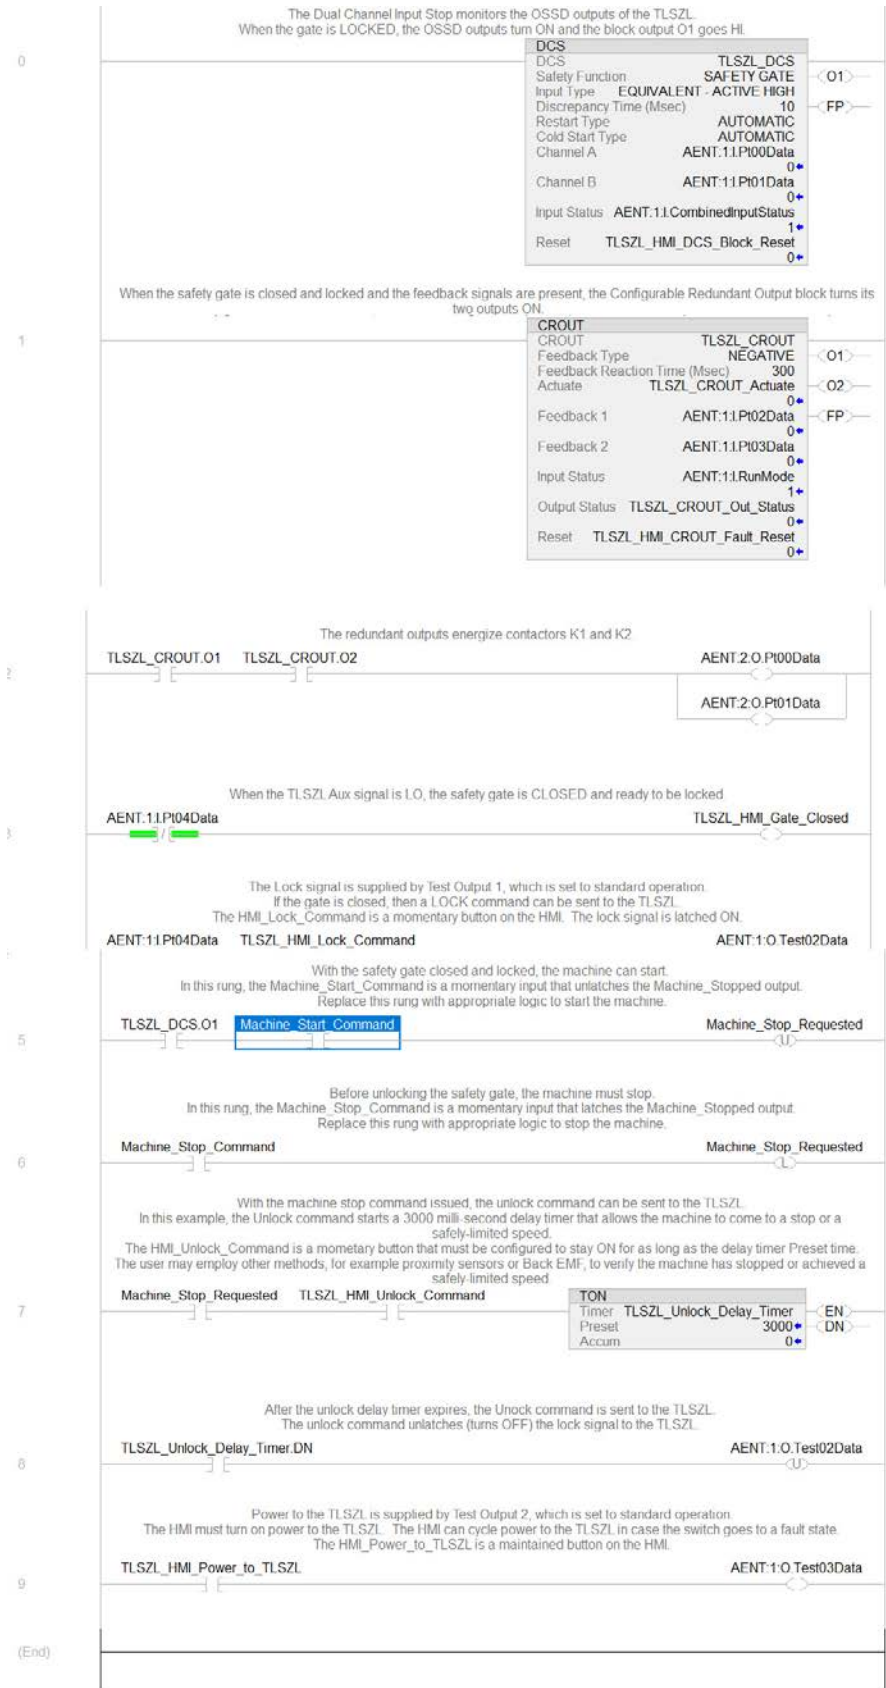 The Dual Channel Input Stop monitors the OSSD outputs of the TLSZL.
When the gate is LOCKED, the OSSD outputs turn ON and the block output O1 goes HI.
0
DCS
DCS TLSZL_DCS
Safety Function SAFETY GATE
Input Type EQUIVALENT - ACTIVE HIGH
Discrepancy Time (Msec) 10
Restart Type AUTOMATIC
Cold Start Type AUTOMATIC
Channel A AENT:1:I.Pt00Data
0
Channel B AENT:1:I.Pt01Data
0
Input Status AENT:1:I.CombinedInputStatus
1
Reset TLSZL_HMI_DCS_Block_Reset
0
O1
FP
When the safety gate is closed and locked and the feedback signals are present, the Configurable Redundant Output block turns its
two outputs ON.
1
CROUT
CROUT TLSZL_CROUT
Feedback Type NEGATIVE
Feedback Reaction Time (Msec) 300
Actuate TLSZL_CROUT_Actuate
0
Feedback 1 AENT:1:I.Pt02Data
0
Feedback 2 AENT:1:I.Pt03Data
0
Input Status AENT:1:I.RunMode
1
Output Status TLSZL_CROUT_Out_Status
0
Reset TLSZL_HMI_CROUT_Fault_Reset
0
O1
O2
FP
The redundant outputs energize contactors K1 and K2
TLSZL_CROUT.O1 TLSZL_CROUT.O2 AENT:2:O.Pt00Data
2
AENT:2:O.Pt01Data
When the TLSZL Aux signal is LO, the safety gate is CLOSED and ready to be locked
AENT:1:I.Pt04Data TLSZL_HMI_Gate_Closed
3
The Lock signal is supplied by Test Output 1, which is set to standard operation.
If the gate is closed, then a LOCK command can be sent to the TLSZL.
The HMI_Lock_Command is a momentary button on the HMI. The lock signal is latched ON.
AENT:1:I.Pt04Data TLSZL_HMI_Lock_Command AENT:1:O.Test02Data
With the safety gate closed and locked, the machine can start.
In this rung, the Machine_Start_Command is a momentary input that unlatches the Machine_Stopped output.
Replace this rung with appropriate logic to start the machine.
TLSZL_DCS.O1 Machine_Start_Command Machine_Stop_Requested
5 U
Before unlocking the safety gate, the machine must stop.
In this rung, the Machine_Stop_Command is a momentary input that latches the Machine_Stopped output.
Replace this rung with appropriate logic to stop the machine.
Machine_Stop_Command Machine_Stop_Requested
6 L
With the machine stop command issued, the unlock command can be sent to the TLSZL.
In this example, the Unlock command starts a 3000 milli-second delay timer that allows the machine to come to a stop or a
safely-limited speed.
The HMI_Unlock_Command is a mometary button that must be configured to stay ON for as long as the delay timer Preset time.
The user may employ other methods, for example proximity sensors or Back EMF, to verify the machine has stopped or achieved a
safely-limited speed
Machine_Stop_Requested TLSZL_HMI_Unlock_Command
7
TON
Timer TLSZL_Unlock_Delay_Timer
Preset 3000
Accum 0
EN
DN
After the unlock delay timer expires, the Unock command is sent to the TLSZL.
The unlock command unlatches (turns OFF) the lock signal to the TLSZL.
TLSZL_Unlock_Delay_Timer.DN AENT:1:O.Test02Data
8 U
Power to the TLSZL is supplied by Test Output 2, which is set to standard operation.
The HMI must turn on power to the TLSZL. The HMI can cycle power to the TLSZL in case the switch goes to a fault state.
The HMI_Power_to_TLSZL is a maintained button on the HMI.
TLSZL_HMI_Power_to_TLSZL AENT:1:O.Test03Data
9
(End)